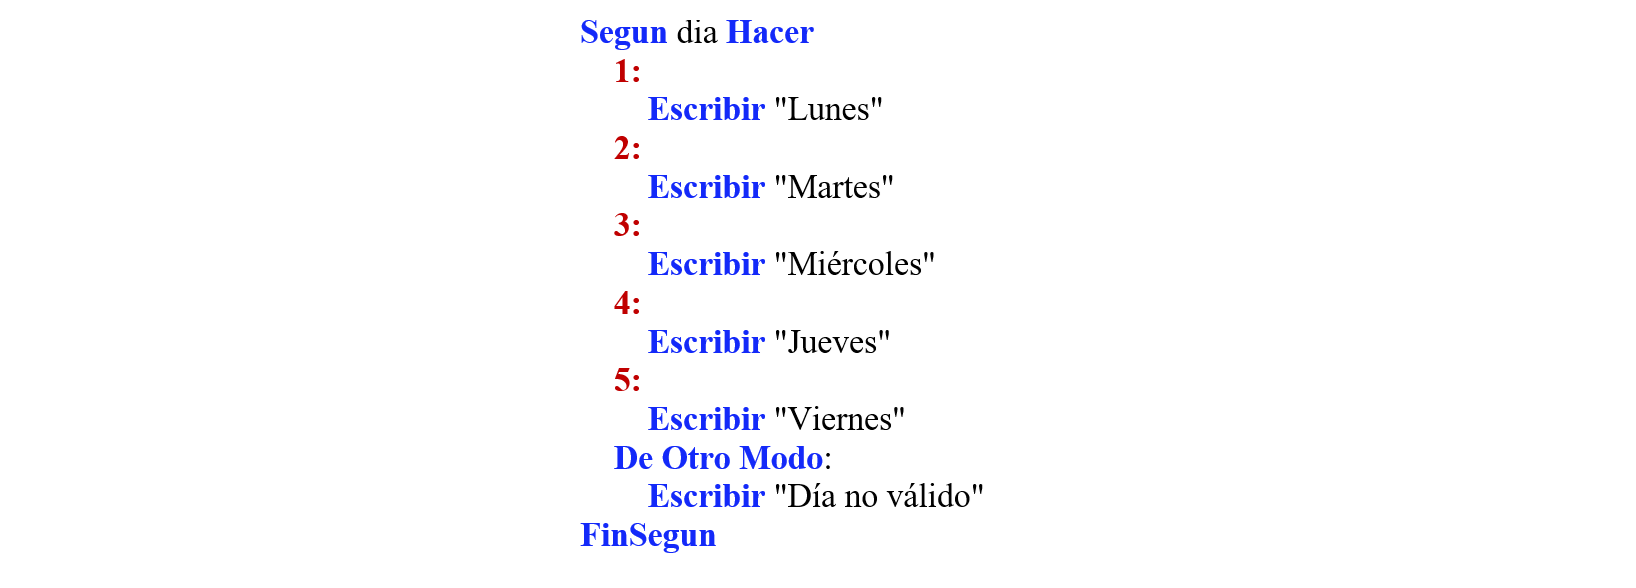 Segun dia Hacer
1:
Escribir "Lunes"
2:
Escribir "Martes"
3:
Escribir "Miércoles"
4:
Escribir "Jueves"
5:
Escribir "Viernes"
De Otro Modo:
Escribir "Día no válido"
FinSegun